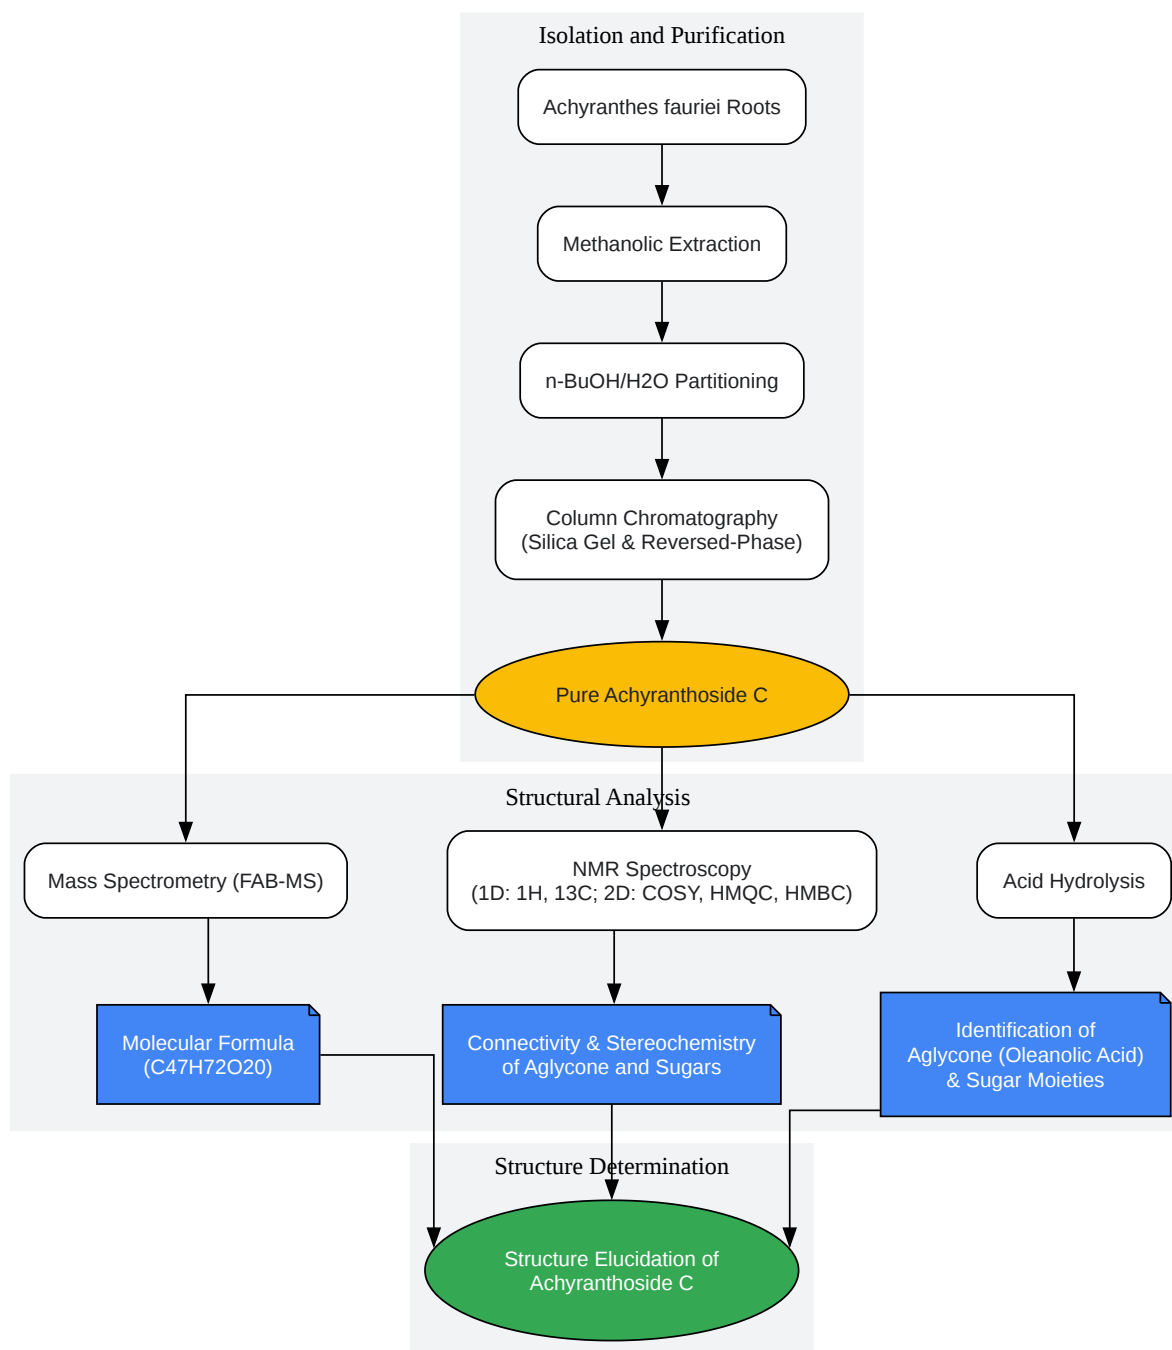 Isolation and Purification
Achyranthes fauriei Roots
Methanolic Extraction
n-BuOH/H2O Partitioning
Column Chromatography
(Silica Gel & Reversed-Phase)
Pure Achyranthoside C
Structural Analysis
Mass Spectrometry (FAB-MS)
NMR Spectroscopy
(1D: 1H, 13C; 2D: COSY, HMQC, HMBC)
Acid Hydrolysis
Molecular Formula
(C47H72O20)
Connectivity & Stereochemistry
of Aglycone and Sugars
Identification of
Aglycone (Oleanolic Acid)
& Sugar Moieties
Structure Determination
Structure Elucidation of
Achyranthoside C